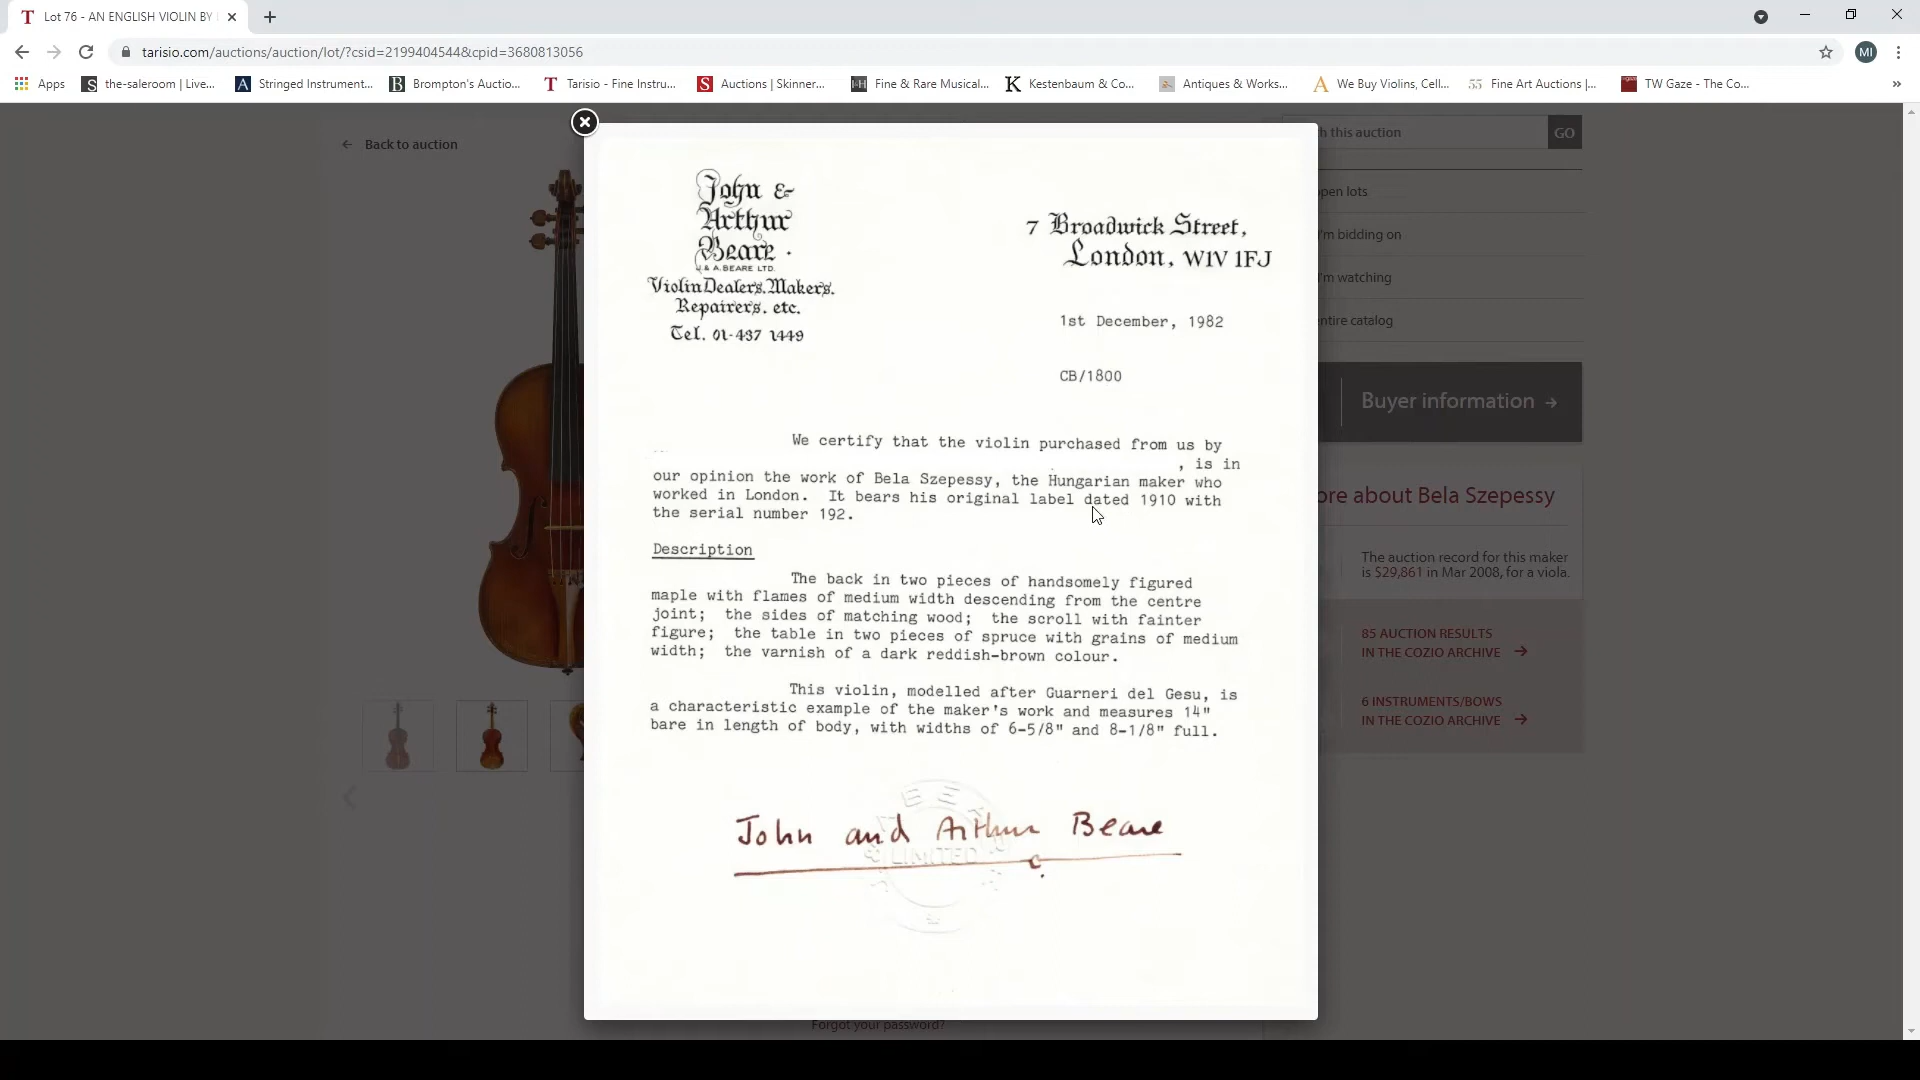 Lot 76 - AN ENGLISH VIOLIN BY
tarisio.com/auctions/auction/lot/?csid=2199404544&cpid=3680813056
MI
Apps
the-saleroom | Live...
Stringed Instrument...
Brompton's Auctio...
Tarisio - Fine Instru...
Auctions | Skinner...
Fine & Rare Musical...
Kestenbaum & Co...
Antiques & Works...
We Buy Violins, Cell...
Fine Art Auctions |...
TW Gaze - The Co...
Back to auction
John &
Arthur
Beare.
J. & A. BEARE LTD.
Violin Dealers. Makers.
Repairers. etc.
Tel. 01-437 1449
7 Broadwick Street,
London, W1V 1FJ
1st December, 1982
CB/1800
We certify that the violin purchased from us by
, is in
our opinion the work of Bela Szepessy, the Hungarian maker who
worked in London. It bears his original label dated 1910 with
the serial number 192.
Description
The back in two pieces of handsomely figured
maple with flames of medium width descending from the centre
joint; the sides of matching wood; the scroll with fainter
figure; the table in two pieces of spruce with grains of medium
width; the varnish of a dark reddish-brown colour.
This violin, modelled after Guarneri del Gesu, is
a characteristic example of the maker's work and measures 14"
bare in length of body, with widths of 6-5/8" and 8-1/8" full.
John and Arthur Beare
LIMITED
this auction
GO
open lots
I'm bidding on
I'm watching
entire catalog
Buyer information →
ore about Bela Szepessy
The auction record for this maker
is $29,861 in Mar 2008, for a viola.
85 AUCTION RESULTS
IN THE COZIO ARCHIVE
6 INSTRUMENTS/BOWS
IN THE COZIO ARCHIVE
Forgot your password?